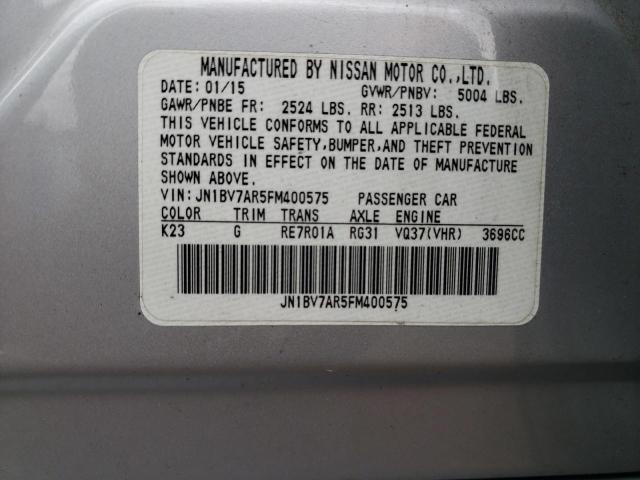 MANUFACTURED BY NISSAN MOTOR CO.,LTD.
DATE: 01/15 GVWR/PNBV: 5004 LBS.
GAWR/PNBE FR: 2524 LBS. RR: 2513 LBS.
THIS VEHICLE CONFORMS TO ALL APPLICABLE FEDERAL
MOTOR VEHICLE SAFETY,BUMPER,AND THEFT PREVENTION
STANDARDS IN EFFECT ON THE DATE OF MANUFACTURE
SHOWN ABOVE.
VIN: JN1BV7AR5FM400575 PASSENGER CAR
COLOR TRIM TRANS AXLE ENGINE
K23 G RE7R01A RG31 VQ37(VHR) 3696CC
JN1BV7AR5FM400575